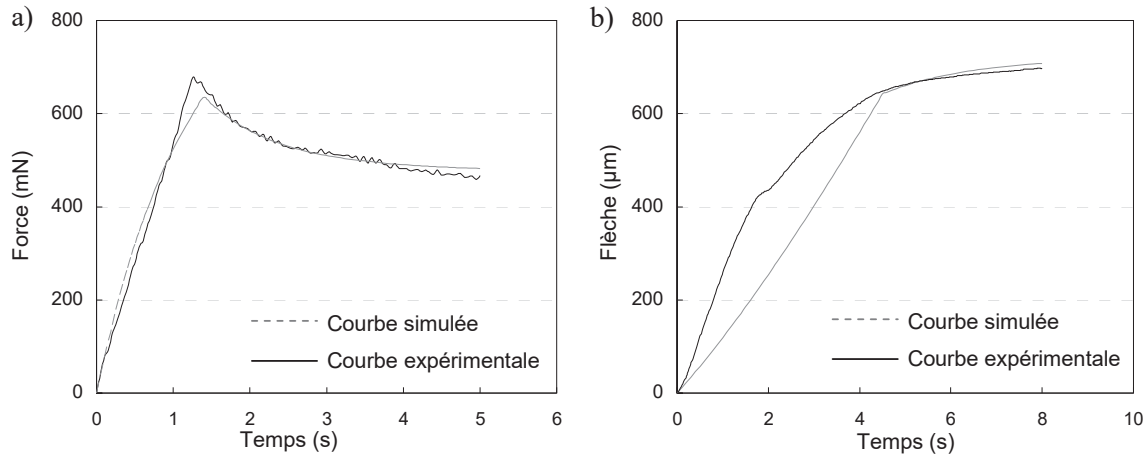 a)
800
600
400
200
0
Force (mN)
0 1 2 3 4 5 6
Temps (s)
Courbe simulée
Courbe expérimentale
b)
800
600
400
200
0
Flèche (µm)
0 2 4 6 8 10
Temps (s)
Courbe simulée
Courbe expérimentale